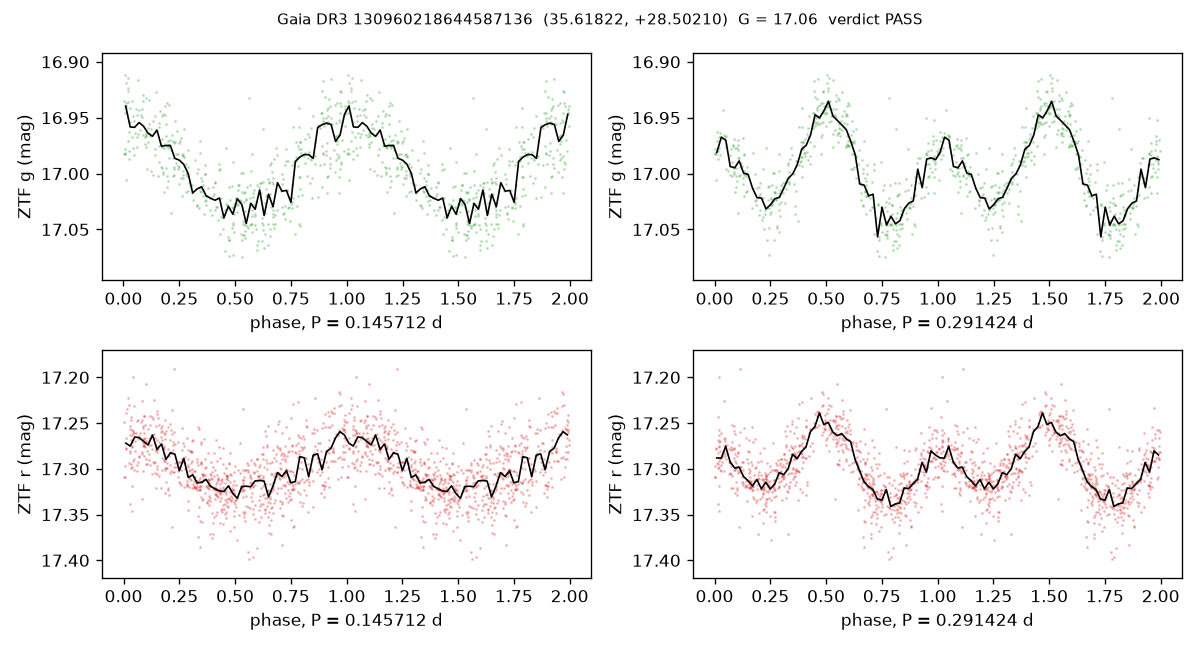 Gaia DR3 130960218644587136 (35.61822, +28.50210) G = 17.06 verdict PASS
16.90
16.95
17.00
17.05
ZTF g (mag)
0.00 0.25 0.50 0.75 1.00 1.25 1.50 1.75 2.00
phase, P = 0.145712 d
16.90
16.95
17.00
17.05
ZTF g (mag)
0.00 0.25 0.50 0.75 1.00 1.25 1.50 1.75 2.00
phase, P = 0.291424 d
17.20
17.25
17.30
17.35
17.40
ZTF r (mag)
0.00 0.25 0.50 0.75 1.00 1.25 1.50 1.75 2.00
phase, P = 0.145712 d
17.20
17.25
17.30
17.35
17.40
ZTF r (mag)
0.00 0.25 0.50 0.75 1.00 1.25 1.50 1.75 2.00
phase, P = 0.291424 d